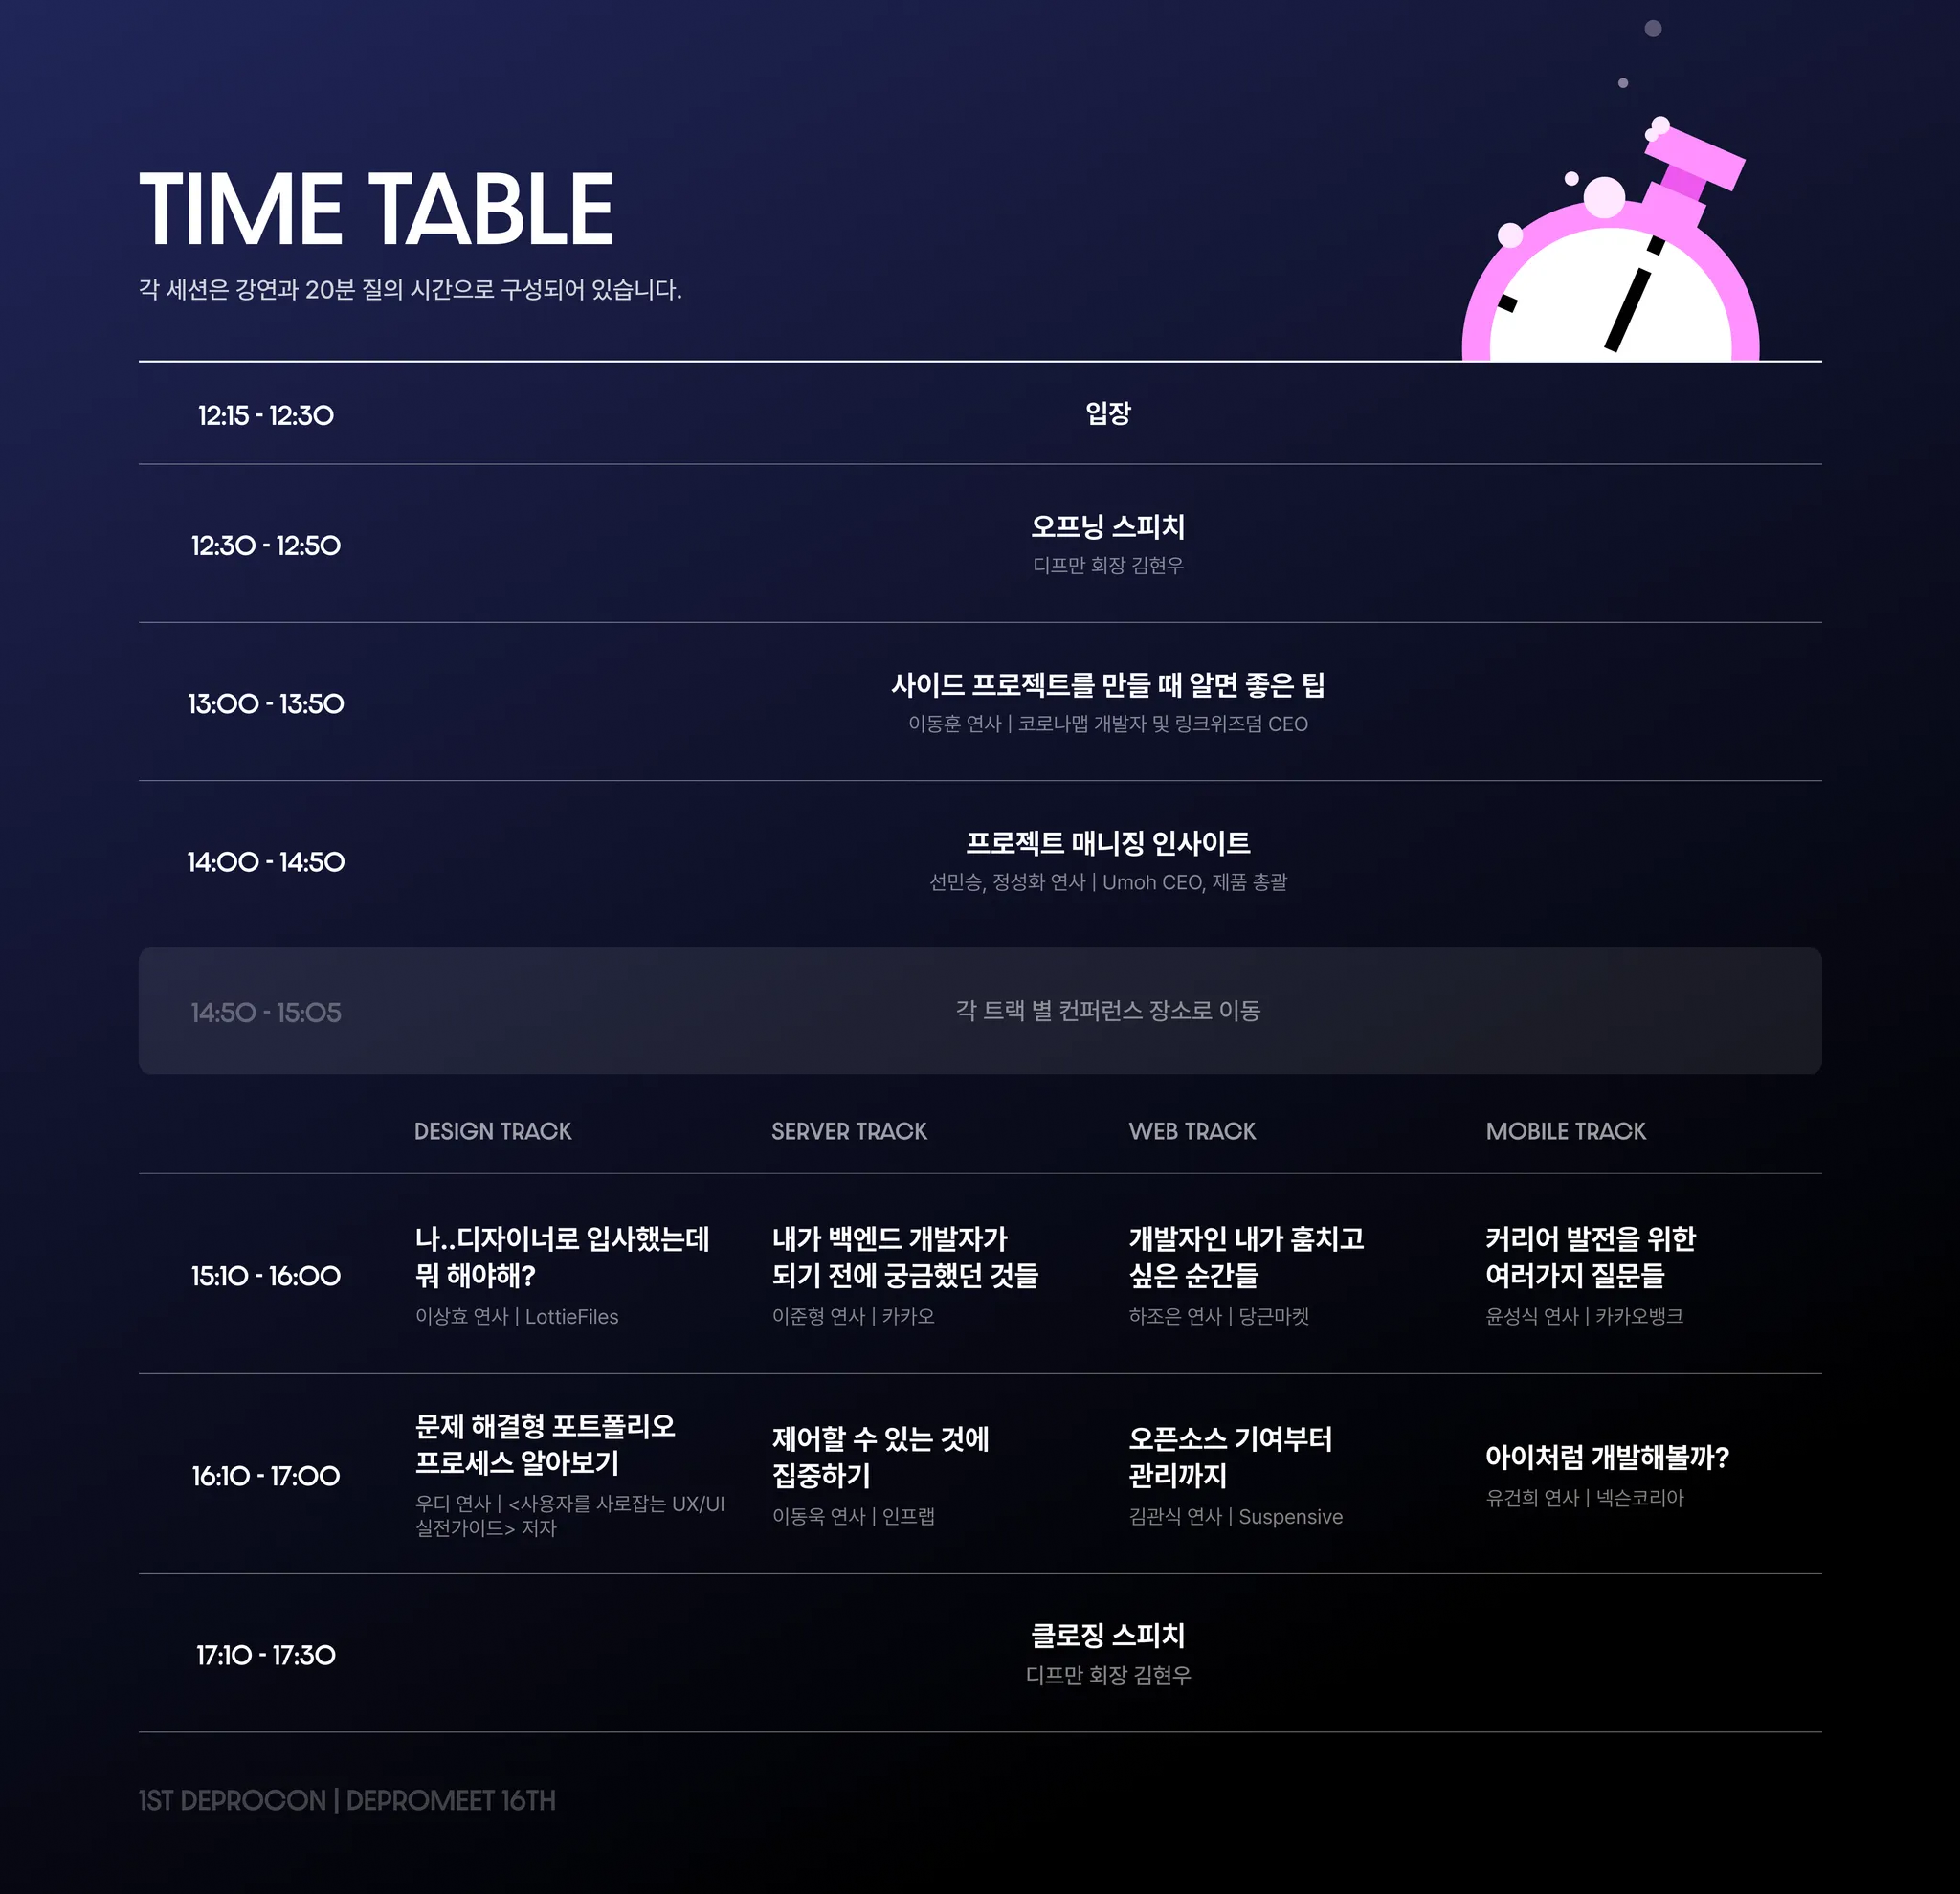 TIME TABLE
각 세션은 강연과 20분 질의 시간으로 구성되어 있습니다.
12:15 - 12:30
입장
12:30 - 12:50
오프닝 스피치
디프만 회장 김현우
13:00 - 13:50
사이드 프로젝트를 만들 때 알면 좋은 팁
이동훈 연사 | 코로나맵 개발자 및 링크위즈덤 CEO
14:00 - 14:50
프로젝트 매니징 인사이트
선민승, 정성화 연사 | Umoh CEO, 제품 총괄
14:50 - 15:05
각 트랙 별 컨퍼런스 장소로 이동
DESIGN TRACK
SERVER TRACK
WEB TRACK
MOBILE TRACK
15:10 - 16:00
나..디자이너로 입사했는데
뭐 해야해?
이상효 연사 | LottieFiles
내가 백엔드 개발자가
되기 전에 궁금했던 것들
이준형 연사 | 카카오
개발자인 내가 훔치고
싶은 순간들
하조은 연사 | 당근마켓
커리어 발전을 위한
여러가지 질문들
윤성식 연사 | 카카오뱅크
16:10 - 17:00
문제 해결형 포트폴리오
프로세스 알아보기
우디 연사 | <사용자를 사로잡는 UX/UI
실전가이드> 저자
제어할 수 있는 것에
집중하기
이동욱 연사 | 인프랩
오픈소스 기여부터
관리까지
김관식 연사 | Suspensive
아이처럼 개발해볼까?
유건희 연사 | 넥슨코리아
17:10 - 17:30
클로징 스피치
디프만 회장 김현우
1ST DEPROCON | DEPROMEET 16TH